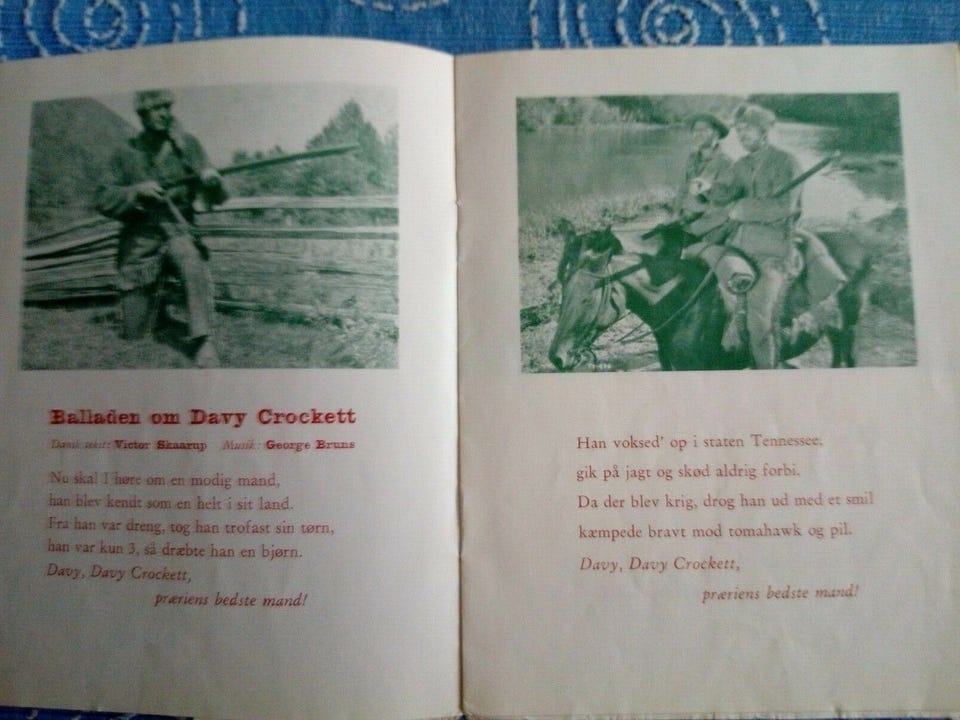 Balladen om Davy Crockett
Dansk tekst: Victor Skaarup Musik: George Bruns
Nu skal I høre om en modig mand,
han blev kendt som en helt i sit land.
Fra han var dreng, tog han trofast sin tørn,
han var kun 3, så dræbte han en bjørn.
Davy, Davy Crockett,
præriens bedste mand!
Han voksed' op i staten Tennessee,
gik på jagt og skød aldrig forbi.
Da der blev krig, drog han ud med et smil
kæmpede bravt mod tomahawk og pil.
Davy, Davy Crockett,
præriens bedste mand!